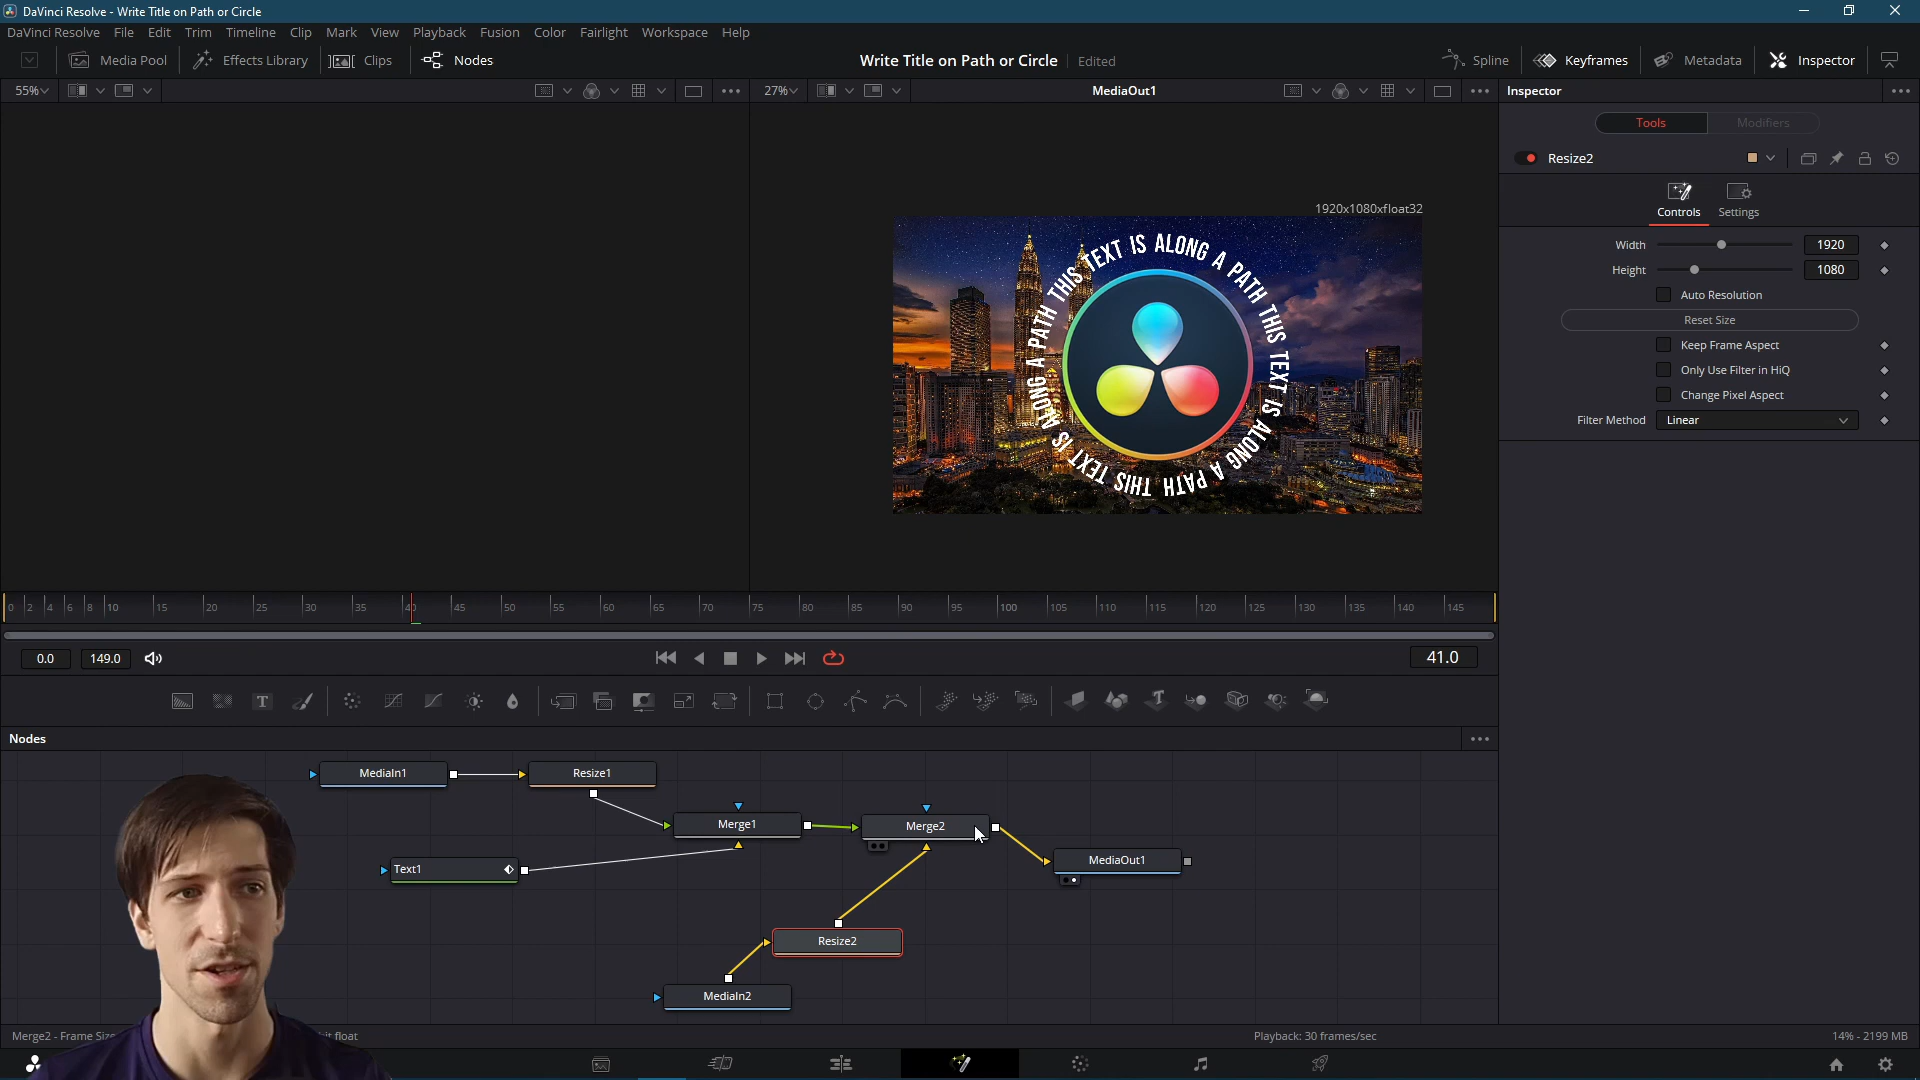 DaVinci Resolve - Write Title on Path or Circle
DaVinci Resolve File Edit Trim Timeline Clip Mark View Playback Fusion Color Fairlight Workspace Help
Media Pool Effects Library Clips Nodes Write Title on Path or Circle Edited Spline Keyframes Metadata Inspector
55% 27% MediaOut1 Inspector
Tools Modifiers
Resize2
Controls Settings
1920x1080xfloat32
THIS TEXT IS ALONG A PATH THIS TEXT IS ALONG A PATH THIS TEXT IS ALONG A PATH
Width 1920
Height 1080
Auto Resolution
Reset Size
Keep Frame Aspect
Only Use Filter in HiQ
Change Pixel Aspect
Filter Method Linear
0 2 4 6 8 10 15 20 25 30 35 40 45 50 55 60 65 70 75 80 85 90 95 100 105 110 115 120 125 130 135 140 145
0.0 149.0 41.0
Nodes
MediaIn1 Resize1
Merge1 Merge2
Text1 MediaOut1
Resize2
MediaIn2
Merge2 - Frame Size it float Playback: 30 frames/sec 14% - 2199 MB